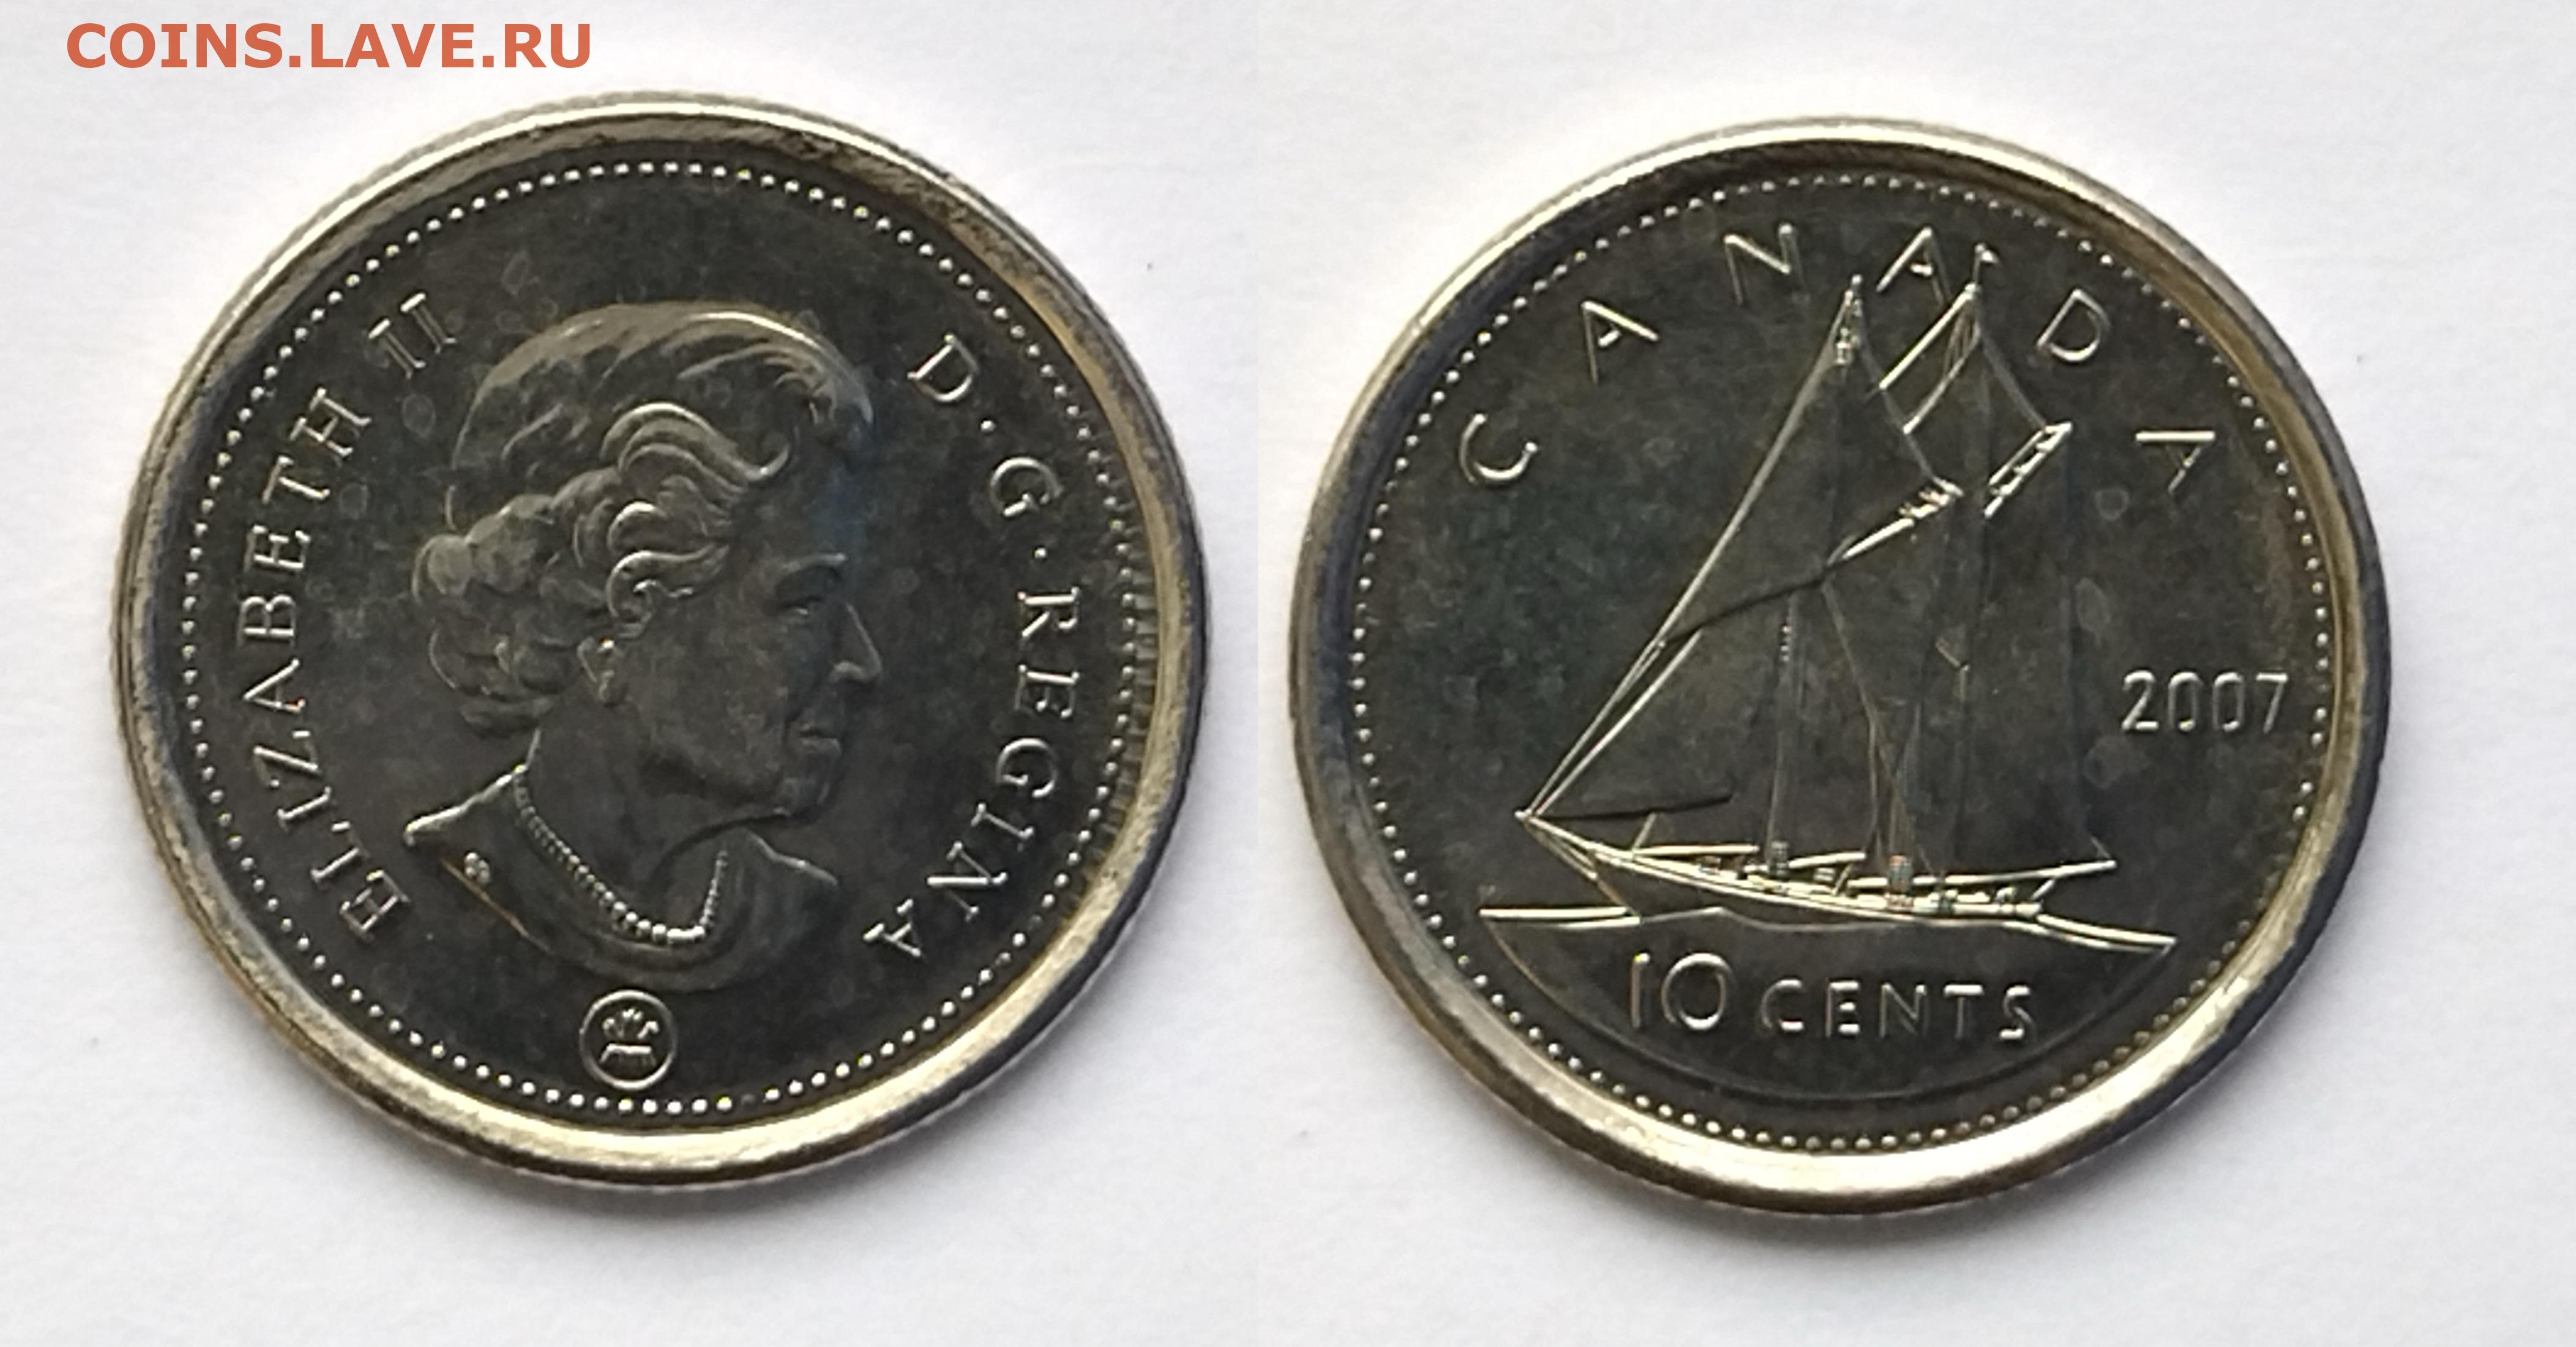 COINS.LAVE.RU
ELIZABETH II D·G·REGINA
CANADA
2007
10 CENTS